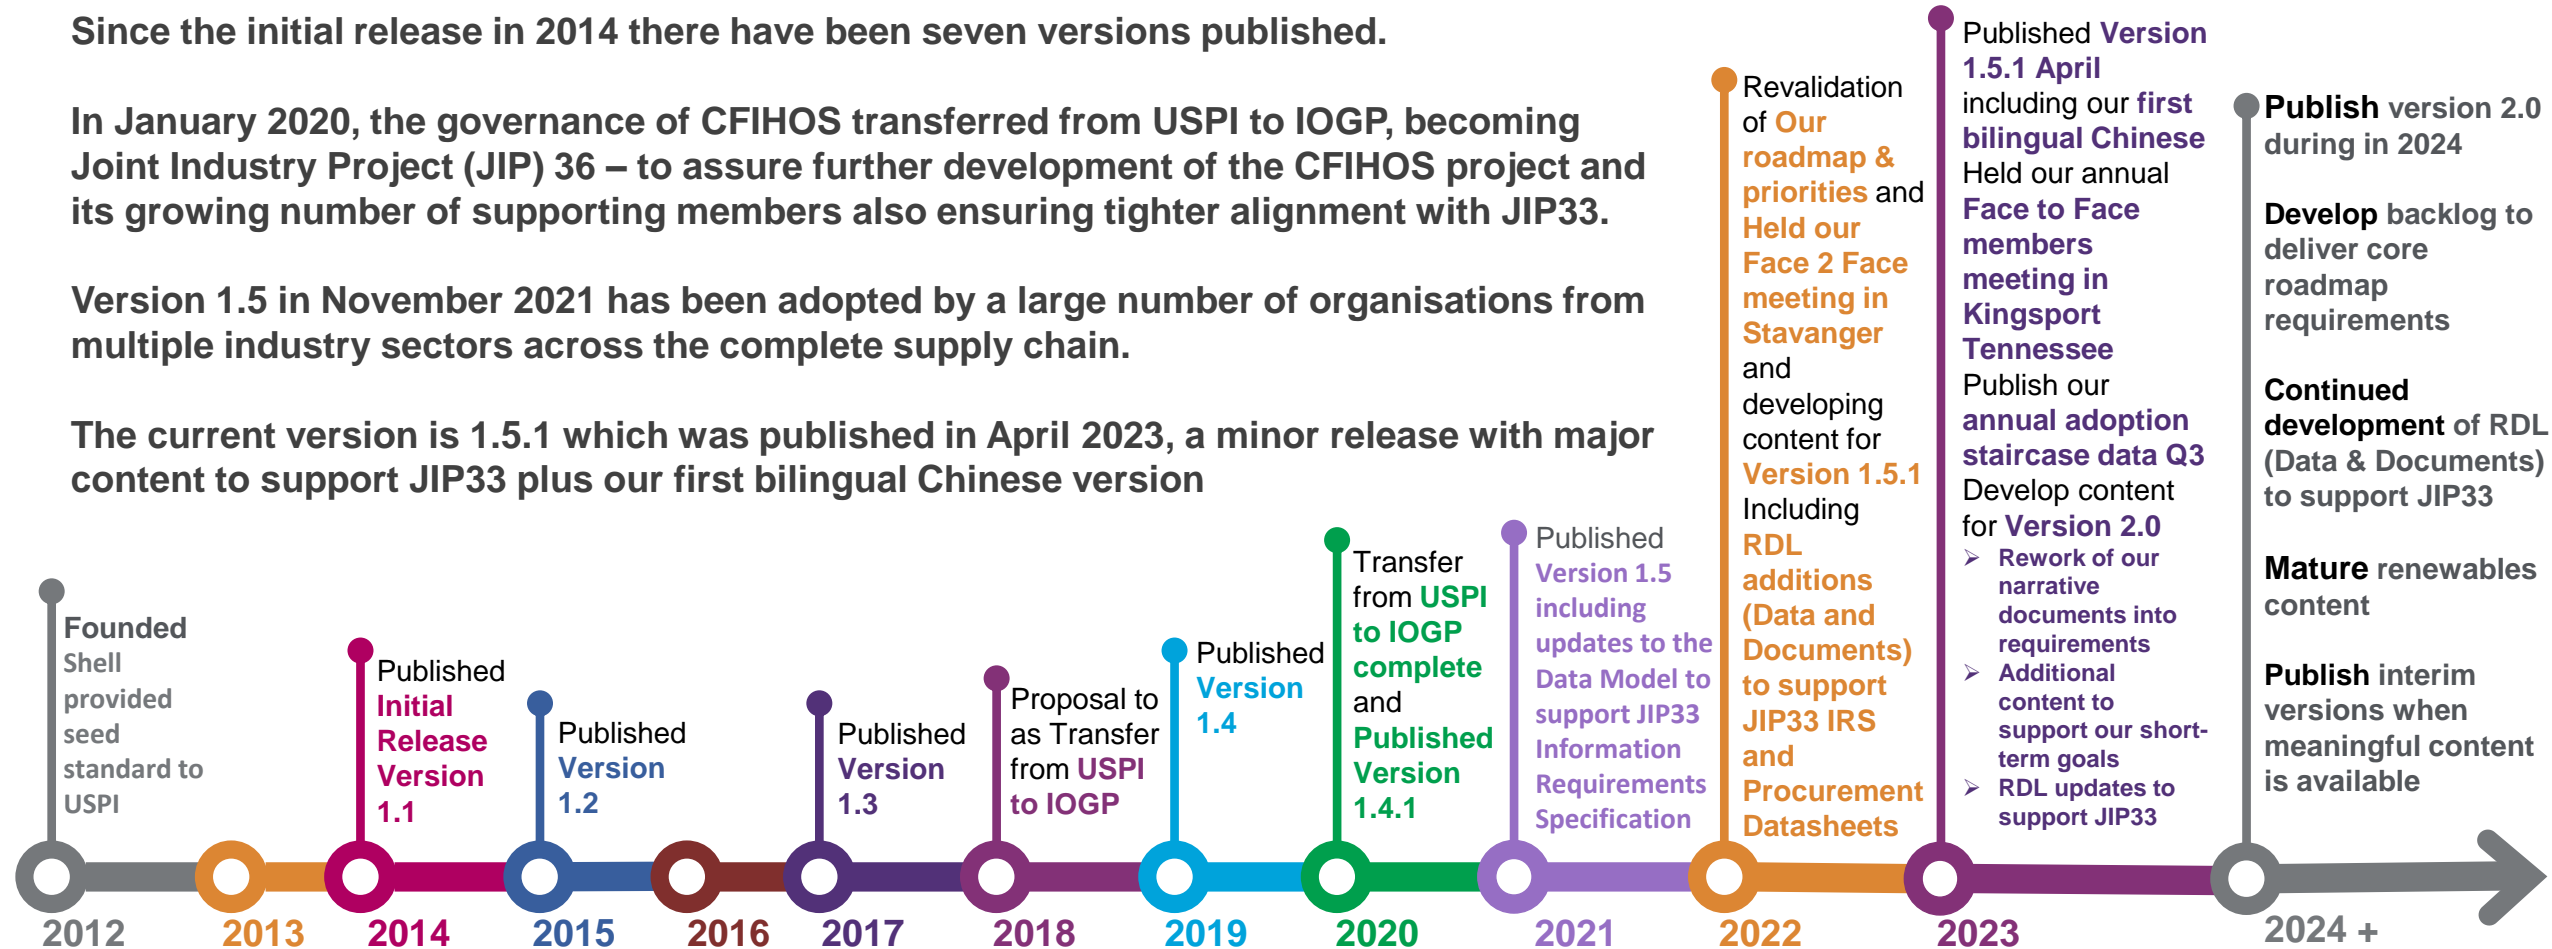 Since the initial release in 2014 there have been seven versions published.
In January 2020, the governance of CFIHOS transferred from USPI to IOGP, becoming
Joint Industry Project (JIP) 36 – to assure further development of the CFIHOS project and
its growing number of supporting members also ensuring tighter alignment with JIP33.
Version 1.5 in November 2021 has been adopted by a large number of organisations from
multiple industry sectors across the complete supply chain.
The current version is 1.5.1 which was published in April 2023, a minor release with major
content to support JIP33 plus our first bilingual Chinese version
Founded
Shell
provided
seed
standard to
USPI
Published
Initial
Release
Version
1.1
Published
Version
1.2
Published
Version
1.3
Proposal to
as Transfer
from USPI
to IOGP
Published
Version
1.4
Transfer
from USPI
to IOGP
complete
and
Published
Version
1.4.1
Published
Version 1.5
including
updates to the
Data Model to
support JIP33
Information
Requirements
Specification
Revalidation
of Our
roadmap &
priorities and
Held our
Face 2 Face
meeting in
Stavanger
and
developing
content for
Version 1.5.1
Including
RDL
additions
(Data and
Documents)
to support
JIP33 IRS
and
Procurement
Datasheets
Published Version
1.5.1 April
including our first
bilingual Chinese
Held our annual
Face to Face
members
meeting in
Kingsport
Tennessee
Publish our
annual adoption
staircase data Q3
Develop content
for Version 2.0
➢ Rework of our
narrative
documents into
requirements
➢ Additional
content to
support our short-
term goals
➢ RDL updates to
support JIP33
Publish version 2.0
during in 2024
Develop backlog to
deliver core
roadmap
requirements
Continued
development of RDL
(Data & Documents)
to support JIP33
Mature renewables
content
Publish interim
versions when
meaningful content
is available
2012
2013
2014
2015
2016
2017
2018
2019
2020
2021
2022
2023
2024 +